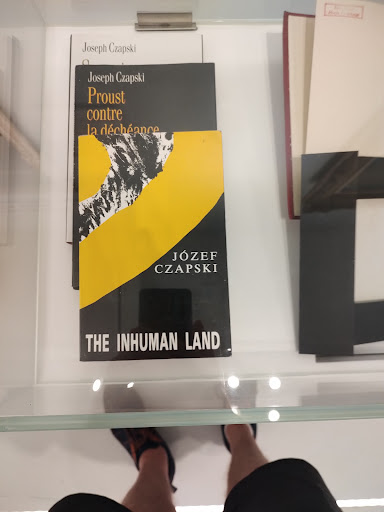 Joseph Czapski
Joseph Czapski
Proust
contre
la déchéance
JÓZEF
CZAPSKI
THE INHUMAN LAND